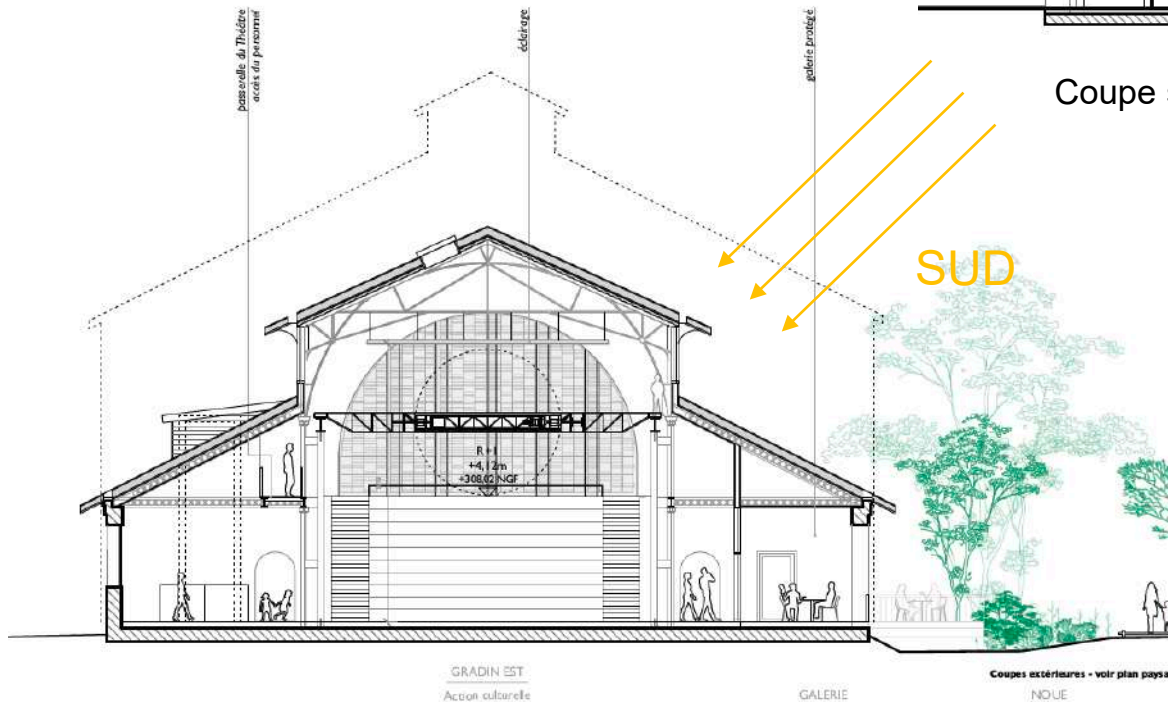 passerelle du Théâtre
accès du personnel
éclairage
galerie protégé
Coupe
SUD
R+1
+4,12m
+308,02 NGF
GRADIN EST
Action culturelle
GALERIE
Coupes extérieures - voir plan paysa
NOUE